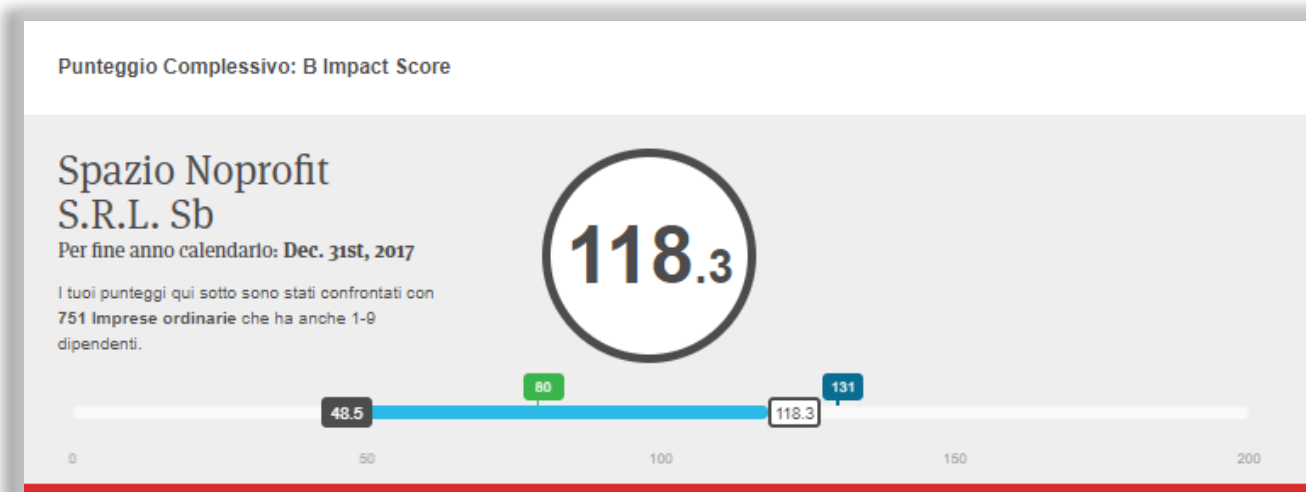 Punteggio Complessivo: B Impact Score
Spazio Noprofit
S.R.L. Sb
Per fine anno calendario: Dec. 31st, 2017
I tuoi punteggi qui sotto sono stati confrontati con
751 Imprese ordinarie che ha anche 1-9
dipendenti.
118.3
80
131
48.5
118.3
0
50
100
150
200